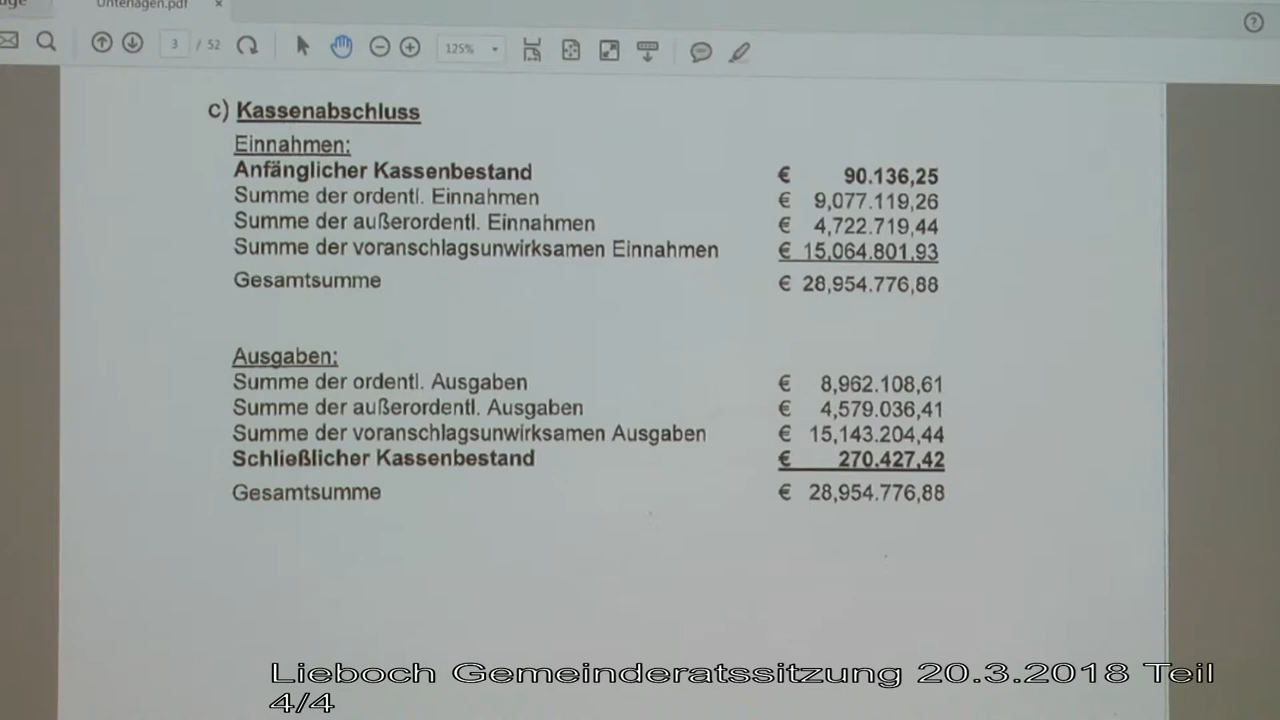 Unterlagen.pdf ×
3 / 52 125%
c) Kassenabschluss
Einnahmen:
Anfänglicher Kassenbestand € 90.136,25
Summe der ordentl. Einnahmen € 9,077.119,26
Summe der außerordentl. Einnahmen € 4,722.719,44
Summe der voranschlagsunwirksamen Einnahmen € 15,064.801,93
Gesamtsumme € 28,954.776,88
Ausgaben:
Summe der ordentl. Ausgaben € 8,962.108,61
Summe der außerordentl. Ausgaben € 4,579.036,41
Summe der voranschlagsunwirksamen Ausgaben € 15,143.204,44
Schließlicher Kassenbestand € 270.427,42
Gesamtsumme € 28,954.776,88
Lieboch Gemeinderatssitzung 20.3.2018 Teil
4/4